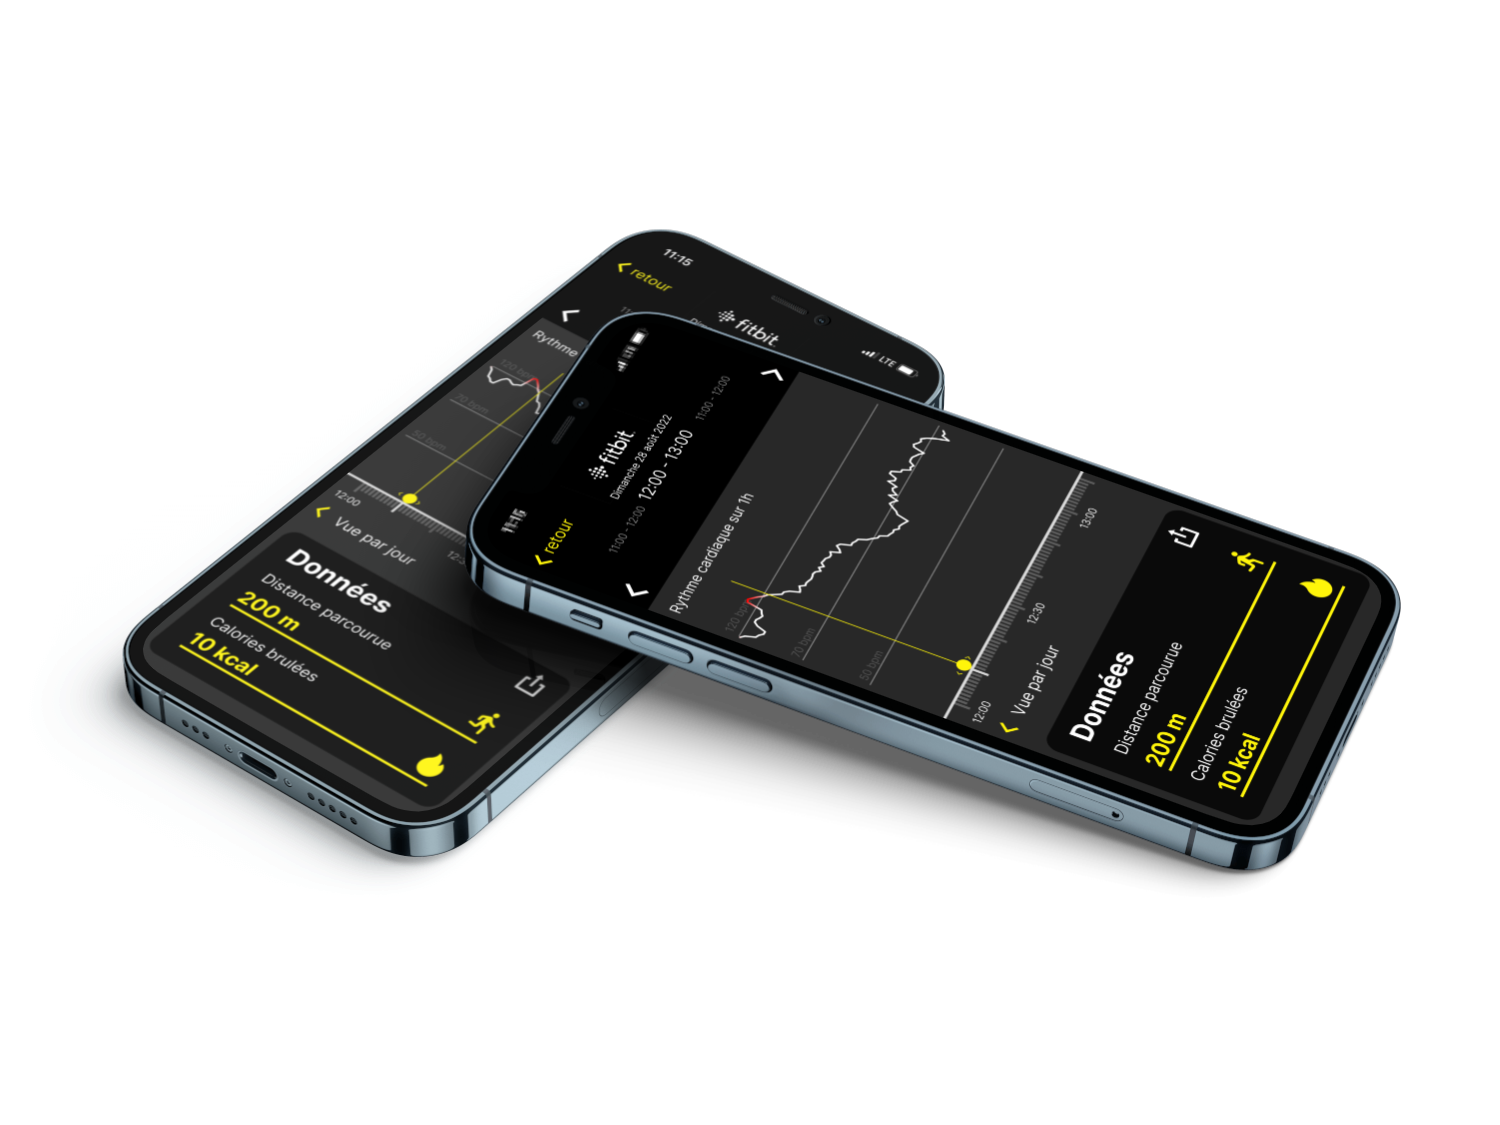 11:15
LTE
retour
fitbit
Rythme
120 bpm
70 bpm
50 bpm
12:00
Vue par jour
Données
Distance parcourue
200 m
Calories brulées
10 kcal
11:15
LTE
retour
fitbit.
Dimanche 28 août 2022
11:00 - 12:00
12:00 - 13:00
11:00 - 12:00
Rythme cardiaque sur 1h
120 bpm
70 bpm
50 bpm
12:00
12:30
13:00
Vue par jour
Données
Distance parcourue
200 m
Calories brulées
10 kcal